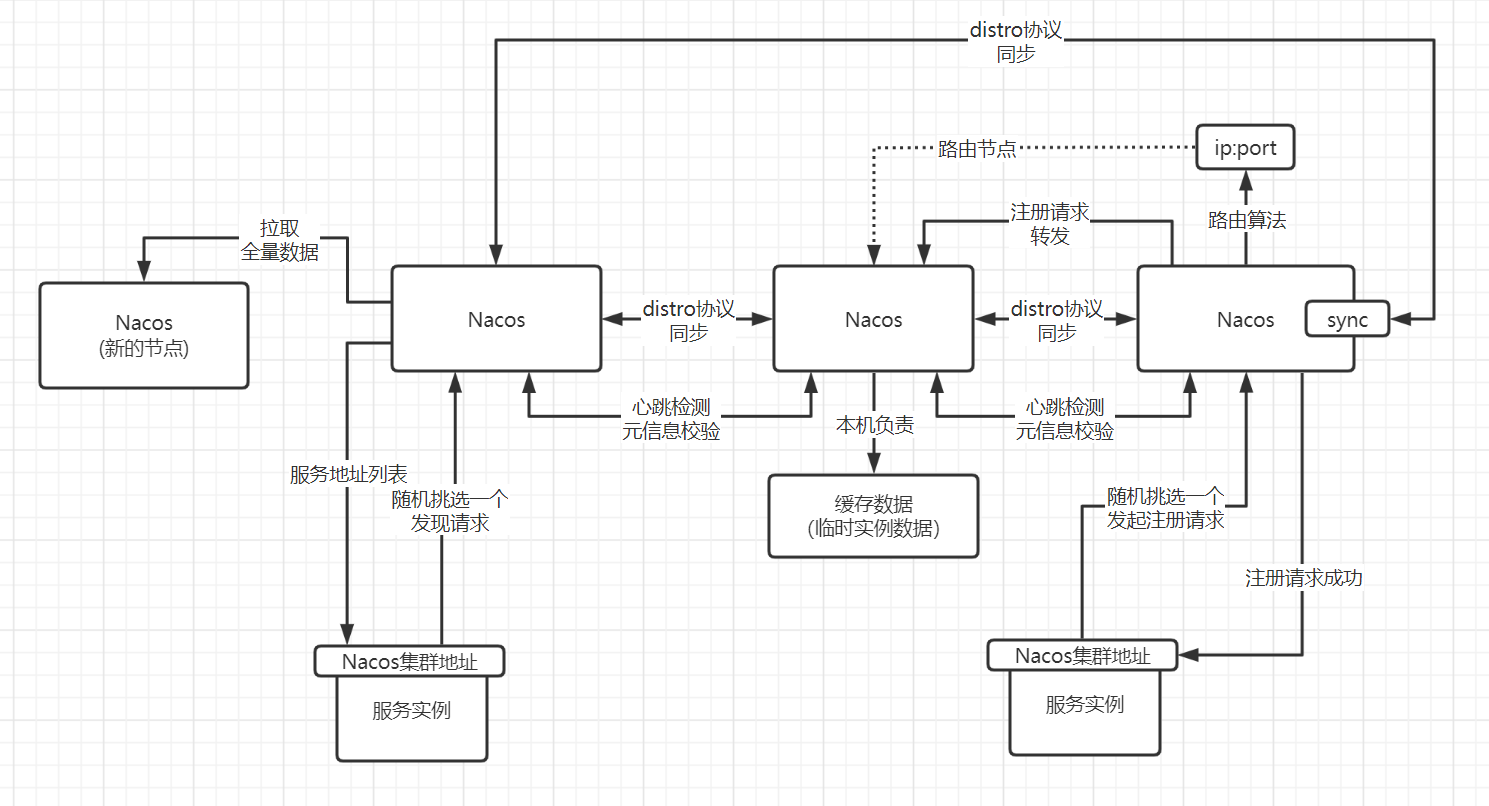 distro协议
同步
ip:port
路由节点
注册请求
转发
路由算法
拉取
全量数据
Nacos
(新的节点)
Nacos
distro协议
同步
Nacos
distro协议
同步
Nacos
sync
心跳检测
元信息校验
心跳检测
元信息校验
本机负责
服务地址列表
随机挑选一个
发现请求
缓存数据
(临时实例数据)
随机挑选一个
发起注册请求
注册请求成功
Nacos集群地址
服务实例
Nacos集群地址
服务实例